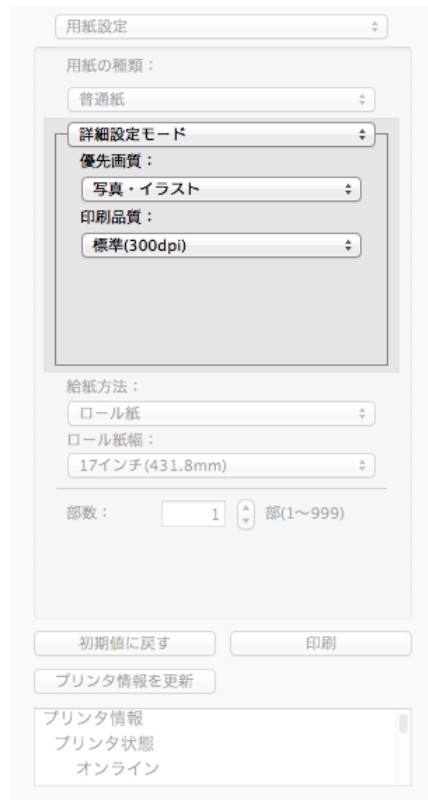 用紙設定
用紙の種類：
普通紙
詳細設定モード
優先画質：
写真・イラスト
印刷品質：
標準(300dpi)
給紙方法：
ロール紙
ロール紙幅：
17インチ(431.8mm)
部数： 1 部(1〜999)
初期値に戻す 印刷
プリンタ情報を更新
プリンタ情報
プリンタ状態
オンライン